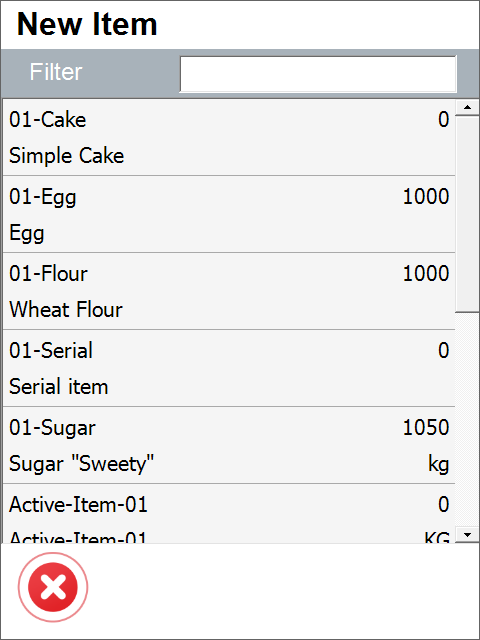 New Item
Filter
01-Cake 0
Simple Cake
01-Egg 1000
Egg
01-Flour 1000
Wheat Flour
01-Serial 0
Serial item
01-Sugar 1050
Sugar "Sweety" kg
Active-Item-01 0
Active-Item-01 KG